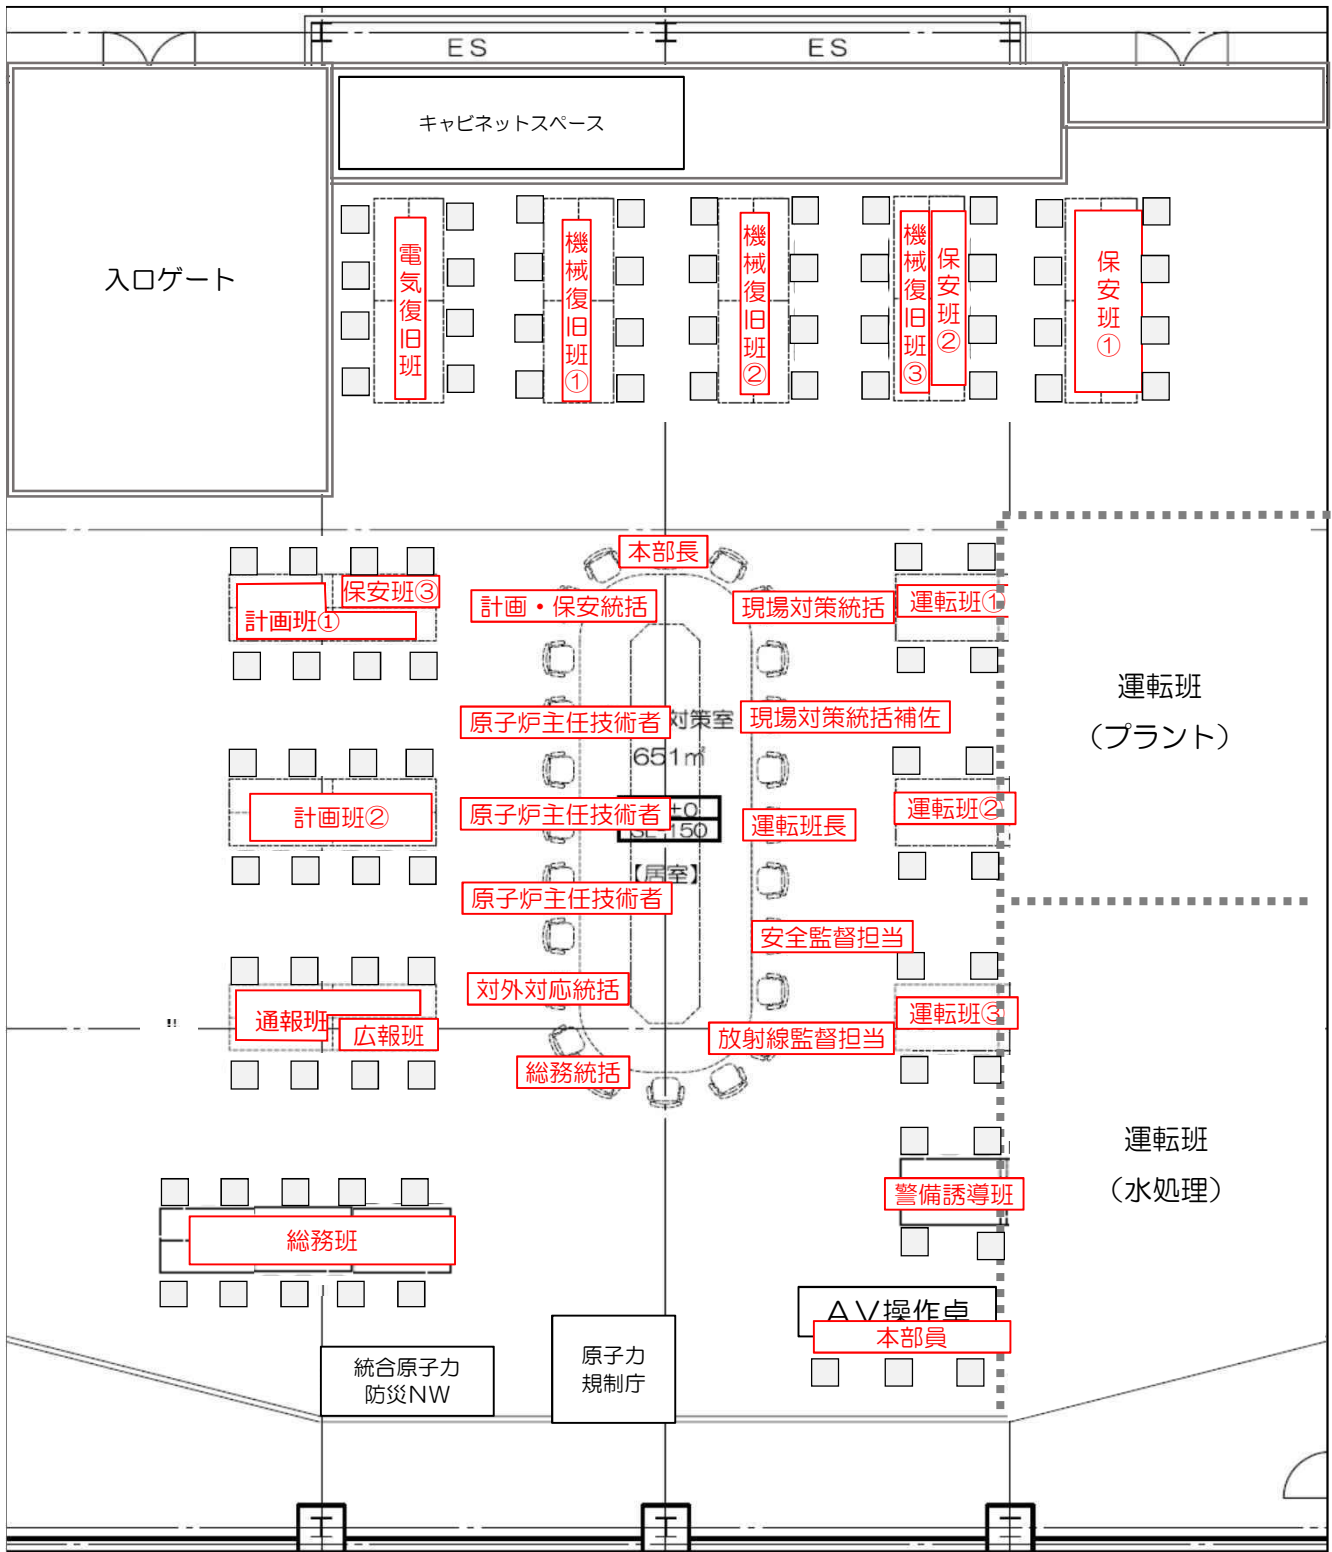 ES
ES
キャビネットスペース
入口ゲート
電気復旧班
機械復旧班①
機械復旧班②
機械復旧班③
保安班②
保安班①
本部長
保安班③
計画班①
計画・保安統括
現場対策統括
運転班①
運転班
(プラント)
原子炉主任技術者
対策室
現場対策統括補佐
651㎡
計画班②
原子炉主任技術者
±0
150
運転班長
運転班②
【居室】
原子炉主任技術者
安全監督担当
対外対応統括
通報班
広報班
放射線監督担当
運転班③
総務統括
運転班
(水処理)
警備誘導班
総務班
AV操作卓
本部員
統合原子力
防災NW
原子力
規制庁